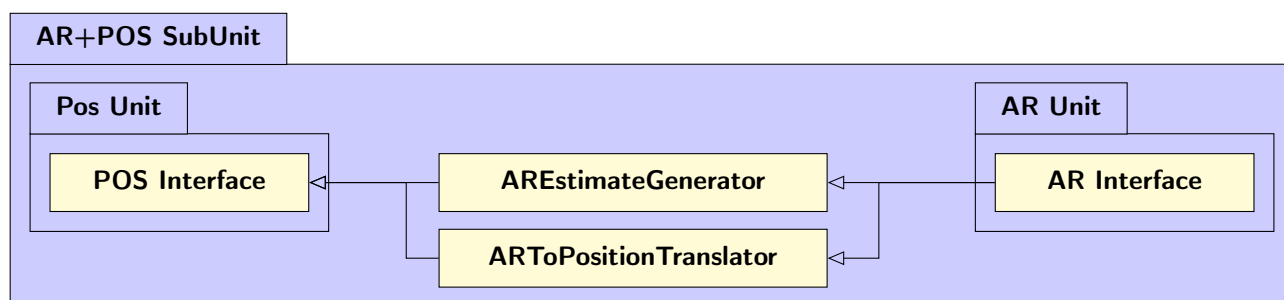 AR+POS SubUnit
Pos Unit
AR Unit
POS Interface
AREstimateGenerator
AR Interface
ARToPositionTranslator